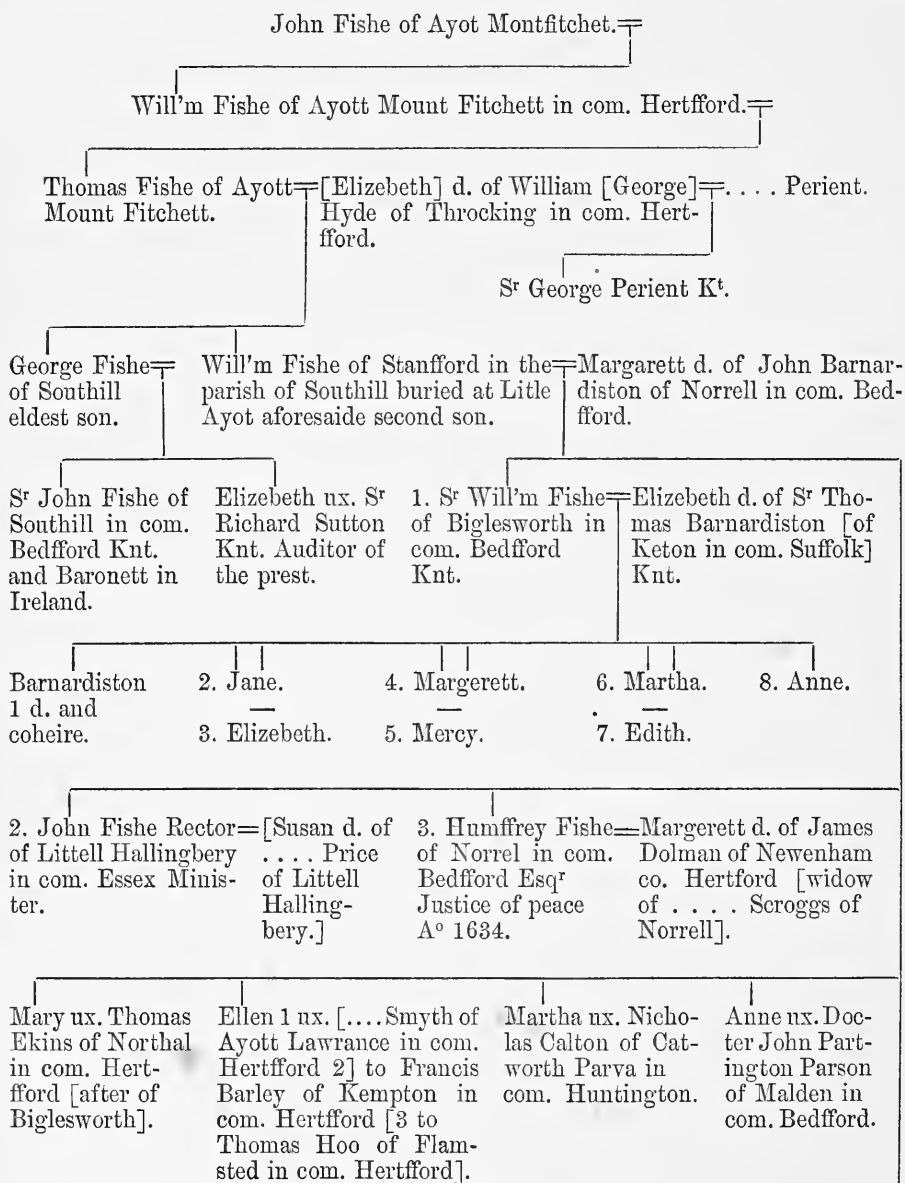 John Fishe of Ayot Montfitchet.
Will'm Fishe of Ayott Mount Fitchett in com. Hertfford.
Thomas Fishe of Ayott=[Elizebeth] d. of William [George]=. . . . Perient.
Mount Fitchett.
Hyde of Throcking in com. Hert-
fford.
Sr George Perient Kt.
George Fishe=
of Southill
eldest son.
Will'm Fishe of Stanfford in the=
parish of Southill buried at Litle
Ayot aforesaide second son.
Margarett d. of John Barnar-
diston of Norrell in com. Bed-
fford.
Sr John Fishe of
Southill in com.
Bedfford Knt.
and Baronett in
Ireland.
Elizebeth ux. Sr
Richard Sutton
Knt. Auditor of
the prest.
1. Sr Will'm Fishe=
of Biglesworth in
com. Bedford
Knt.
Elizebeth d. of Sr Tho-
mas Barnardiston [of
Keton in com. Suffolk]
Knt.
Barnardiston
1 d. and
coheire.
2. Jane.
—
3. Elizebeth.
4. Margerett.
—
5. Mercy.
6. Martha.
—
7. Edith.
8. Anne.
2. John Fishe Rector=
of Littell Hallingbery
in com. Essex Minis-
ter.
[Susan d. of
. . . . Price
of Littell
Halling-
bery.]
3. Humffrey Fishe=
of Norrel in com.
Bedfford Esqr
Justice of peace
Ao 1634.
Margerett d. of James
Dolman of Newenham
co. Hertford [widow
of . . . . Scroggs of
Norrell].
Mary ux. Thomas
Ekins of Northal
in com. Hert-
fford [after of
Biglesworth].
Ellen 1 ux. [....Smyth of
Ayott Lawrance in com.
Hertfford 2] to Francis
Barley of Kempton in
com. Hertfford [3 to
Thomas Hoo of Flam-
sted in com. Hertfford].
Martha ux. Nicho-
las Calton of Cat-
worth Parva in
com. Huntington.
Anne ux. Doc-
ter John Part-
ington Parson
of Malden in
com. Bedfford.